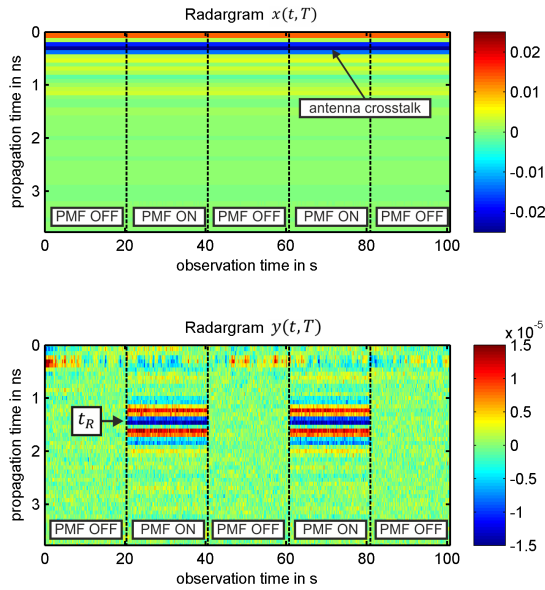 Radargram x(t,T)
0
1
2
3
propagation time in ns
antenna crosstalk
PMF OFF
PMF ON
PMF OFF
PMF ON
PMF OFF
0 20 40 60 80 100
observation time in s
0.02
0.01
0
-0.01
-0.02
Radargram y(t,T)
0
1
2
3
propagation time in ns
t_R
PMF OFF
PMF ON
PMF OFF
PMF ON
PMF OFF
0 20 40 60 80 100
observation time in s
x 10^-5
1.5
1
0.5
0
-0.5
-1
-1.5